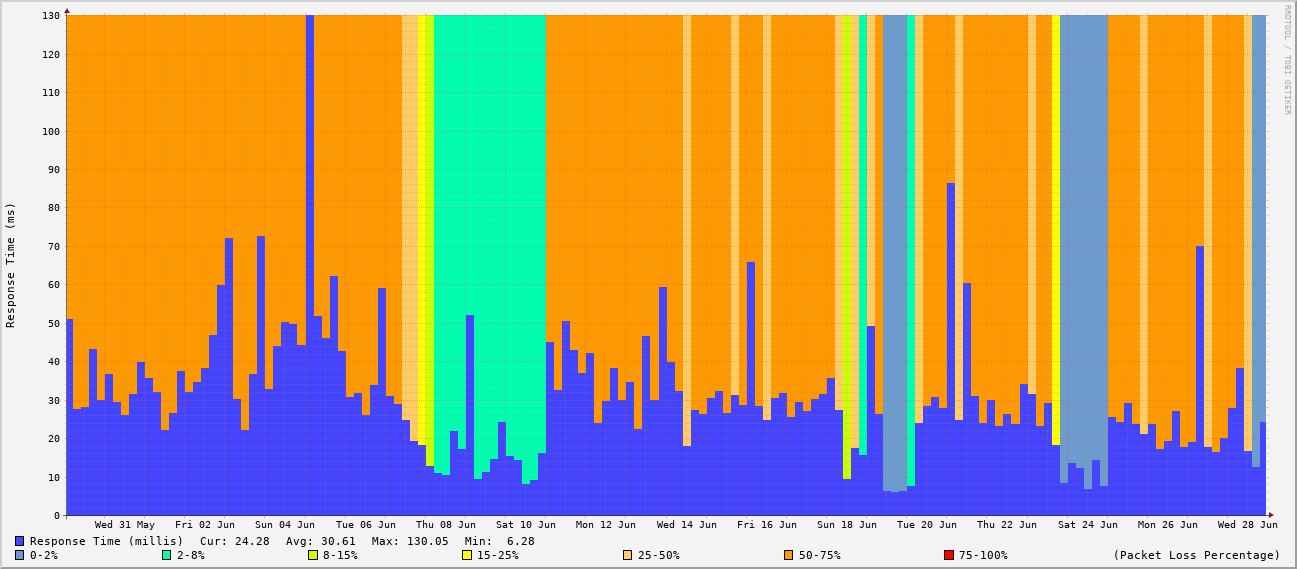 RRDTOOL / TOBI OETIKER
Response Time (ms)
130
120
110
100
90
80
70
60
50
40
30
20
10
0
Wed 31 May Fri 02 Jun Sun 04 Jun Tue 06 Jun Thu 08 Jun Sat 10 Jun Mon 12 Jun Wed 14 Jun Fri 16 Jun Sun 18 Jun Tue 20 Jun Thu 22 Jun Sat 24 Jun Mon 26 Jun Wed 28 Jun
Response Time (millis) Cur: 24.28 Avg: 30.61 Max: 130.05 Min: 6.28
0-2% 2-8% 8-15% 15-25% 25-50% 50-75% 75-100% (Packet Loss Percentage)